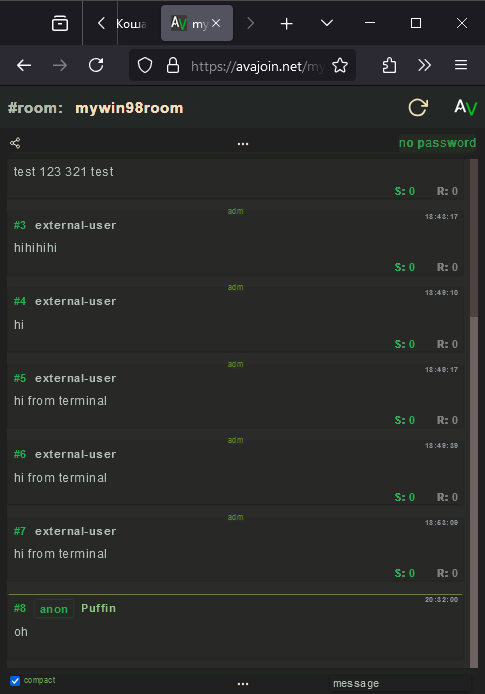 Коша
my
https://avajoin.net/my
#room: mywin98room
AV
no password
test 123 321 test
S: 0 R: 0
adm
#3 external-user 18:43:17
hihihihi
S: 0 R: 0
adm
#4 external-user 18:49:10
hi
S: 0 R: 0
adm
#5 external-user 18:49:17
hi from terminal
S: 0 R: 0
adm
#6 external-user 18:49:39
hi from terminal
S: 0 R: 0
adm
#7 external-user 18:53:09
hi from terminal
S: 0 R: 0
#8 anon Puffin 20:32:00
oh
compact
message